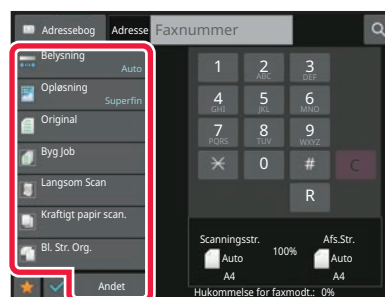 Adressebog
Adresse
Faxnummer
Belysning
Auto
Opløsning
Superfin
Original
Byg Job
Langsom Scan
Kraftigt papir scan.
Bl. Str. Org.
Andet
1
2
ABC
3
DEF
4
GHI
5
JKL
6
MNO
7
PQRS
8
TUV
9
WXYZ
0
#
C
R
Scanningsstr.
Afs.Str.
Auto
100%
Auto
A4
A4
Hukommelse for faxmodt.: 0%